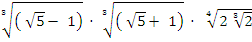 ∛((√5 − 1)) · ∛((√5 + 1)) · ∜(2 ∛2)